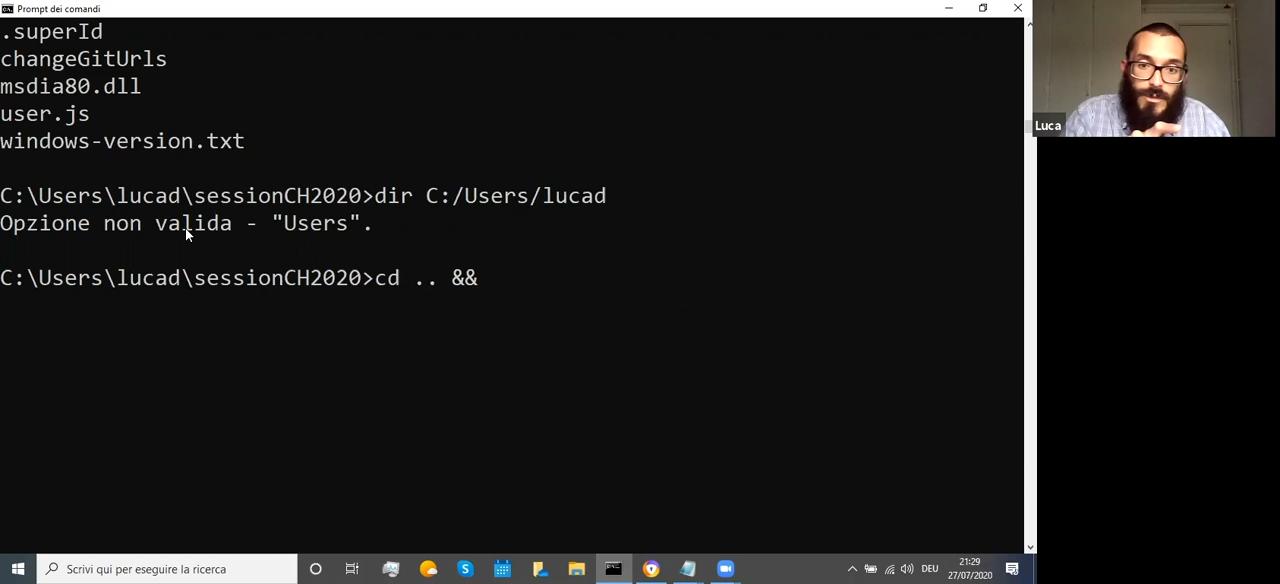 Prompt dei comandi
.superId
changeGitUrls
msdia80.dll
user.js
windows-version.txt
C:\Users\lucad\sessionCH2020>dir C:/Users/lucad
Opzione non valida - "Users".
C:\Users\lucad\sessionCH2020>cd .. &&
Luca
Scrivi qui per eseguire la ricerca
DEU
21:29
27/07/2020